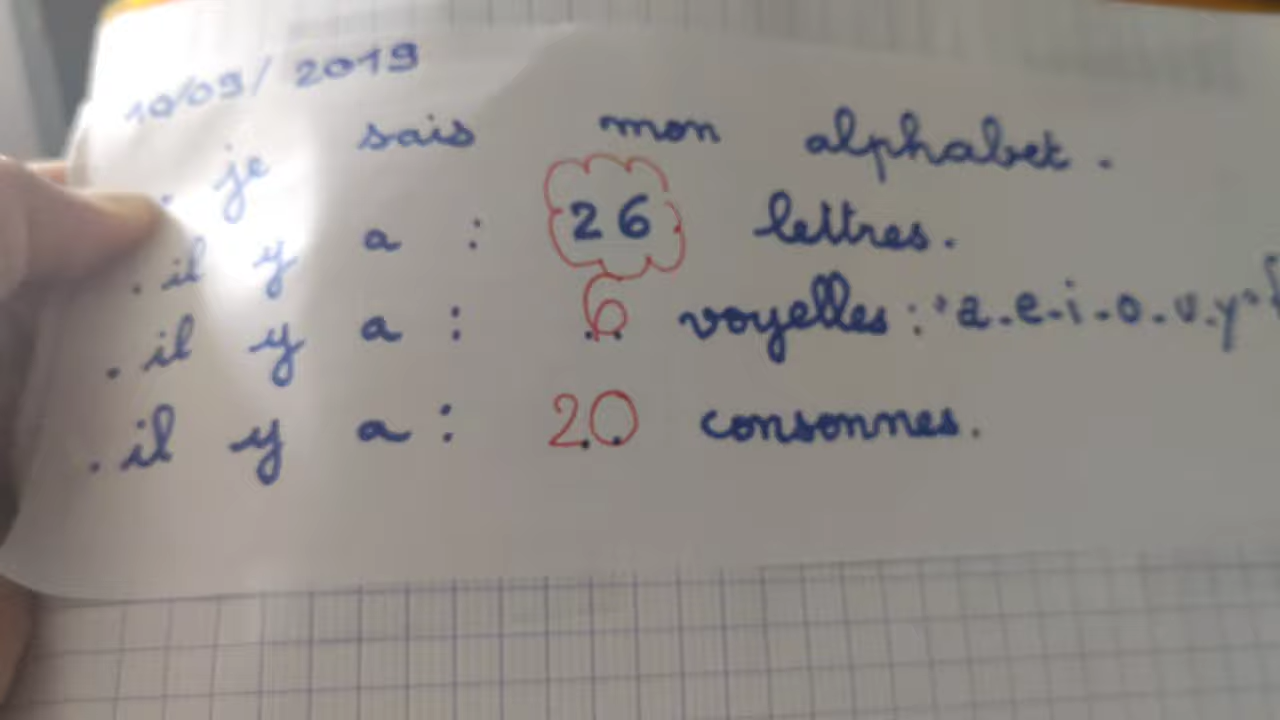 10/09/2019
. je sais mon alphabet.
. il y a : 26 lettres.
. il y a : 6 voyelles : "a.e.i.o.u.y"
. il y a : 20 consonnes.